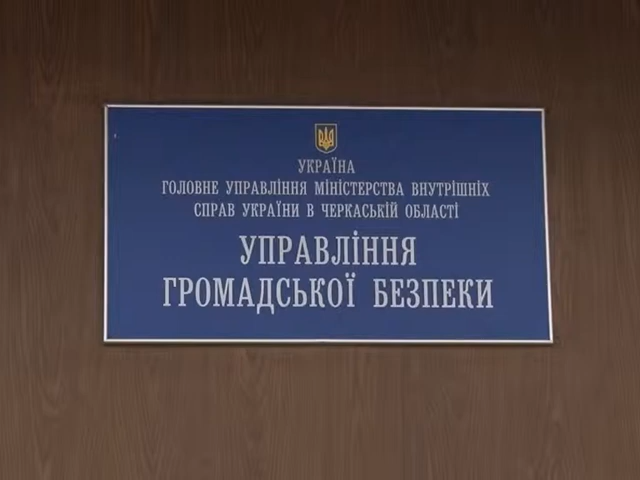 УКРАЇНА
ГОЛОВНЕ УПРАВЛІННЯ МІНІСТЕРСТВА ВНУТРІШНІХ
СПРАВ УКРАЇНИ В ЧЕРКАСЬКІЙ ОБЛАСТІ
УПРАВЛІННЯ
ГРОМАДСЬКОЇ БЕЗПЕКИ